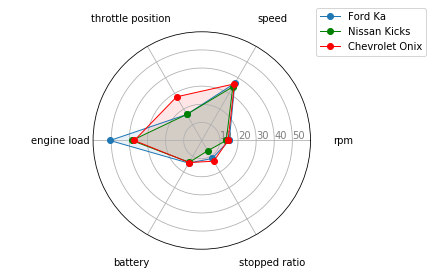 Ford Ka
Nissan Kicks
Chevrolet Onix
throttle position
speed
engine load
10 20 30 40 50
rpm
battery
stopped ratio